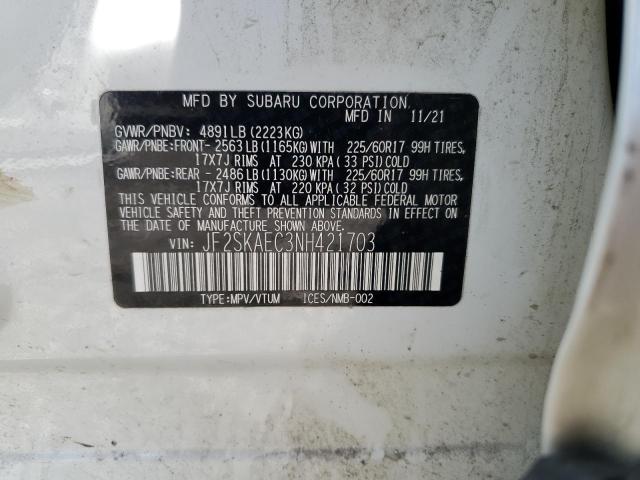 MFD BY SUBARU CORPORATION
MFD IN 11/21
GVWR/PNBV: 4891LB (2223KG)
GAWR/PNBE:FRONT- 2563LB (1165KG)WITH 225/60R17 99H TIRES,
17X7J RIMS AT 230 KPA( 33 PSI)COLD
GAWR/PNBE:REAR - 2486LB (1130KG)WITH 225/60R17 99H TIRES,
17X7J RIMS AT 220 KPA( 32 PSI)COLD
THIS VEHICLE CONFORMS TO ALL APPLICABLE FEDERAL MOTOR
VEHICLE SAFETY AND THEFT PREVENTION STANDARDS IN EFFECT ON
THE DATE OF MANUFACTURE SHOWN ABOVE.
VIN: JF2SKAEC3NH421703
TYPE:MPV/VTUM ICES/NMB-002